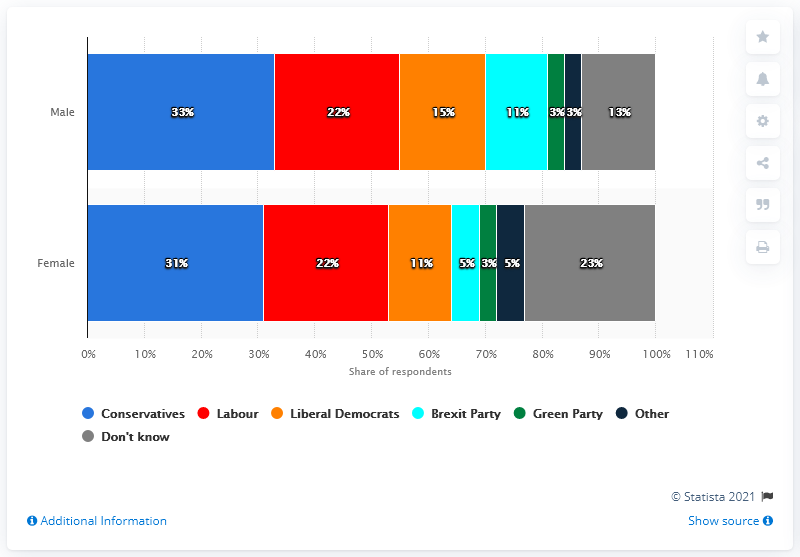 Male
33% 22% 15% 11% 3% 3% 13%
Female
31% 22% 11% 5% 3% 5% 23%
0% 10% 20% 30% 40% 50% 60% 70% 80% 90% 100% 110%
Share of respondents
Conservatives Labour Liberal Democrats Brexit Party Green Party Other
Don't know
© Statista 2021
Additional Information
Show source